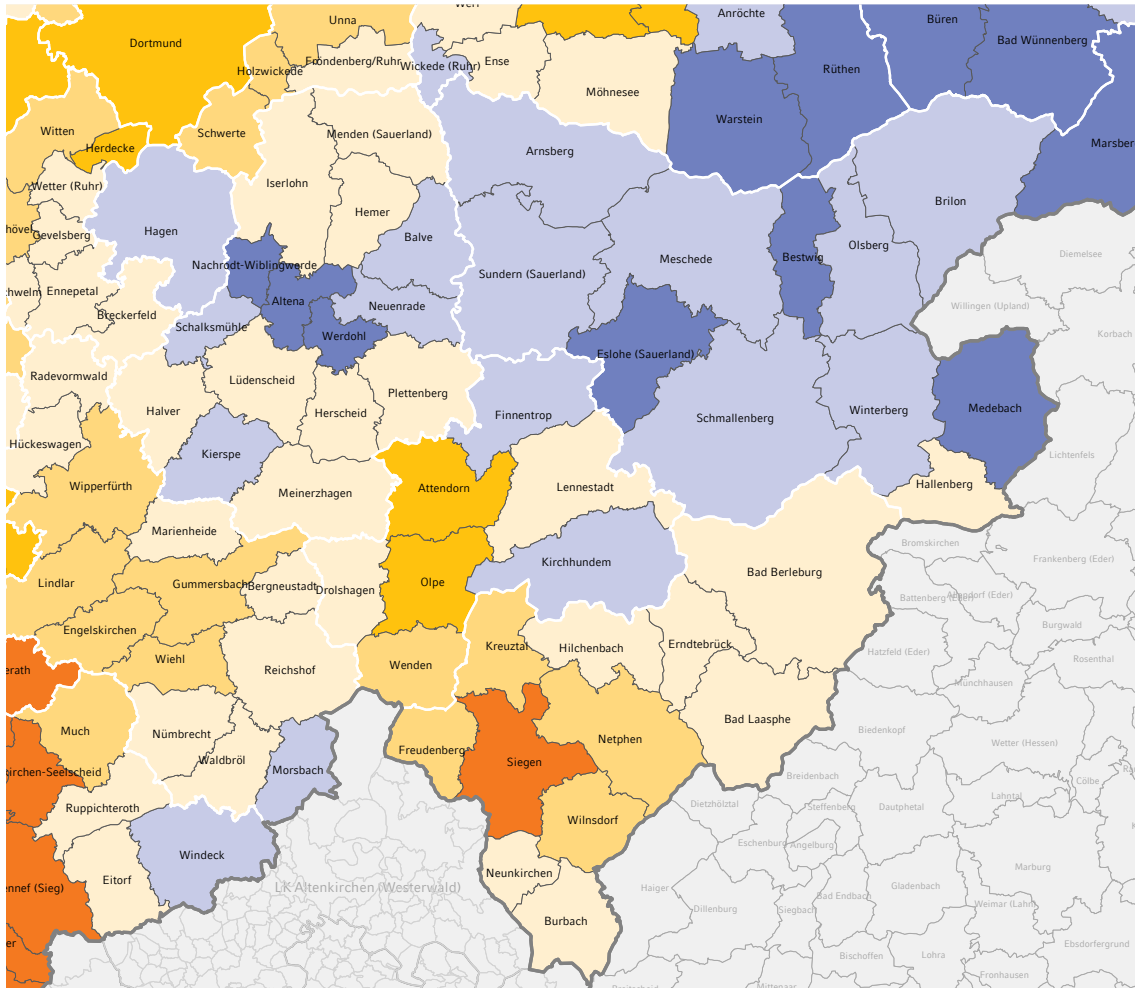 Unna
Anröchte
Büren
Dortmund
Bad Wünnenberg
Fröndenberg/Ruhr
Wickede (Ruhr)
Ense
Holzwickede
Rüthen
Möhnesee
Witten
Schwerte
Menden (Sauerland)
Warstein
Herdecke
Arnsberg
Wetter (Ruhr)
Iserlohn
Brilon
Hemer
Hagen
Gevelsberg
Balve
Olsberg
Diemelsee
Meschede
Bestwig
Nachrodt-Wiblingwerde
Sundern (Sauerland)
Ennepetal
Altena
Neuenrade
Willingen (Upland)
Breckerfeld
Schalksmühle
Werdohl
Korbach
Eslohe (Sauerland)
Radevormwald
Lüdenscheid
Plettenberg
Halver
Herscheid
Finnentrop
Schmallenberg
Winterberg
Medebach
Hückeswagen
Kierspe
Lichtenfels
Wipperfürth
Meinerzhagen
Attendorn
Lennestadt
Hallenberg
Marienheide
Bromskirchen
Kirchhundem
Frankenberg (Eder)
Lindlar
Gummersbach
Bergneustadt
Drolshagen
Olpe
Bad Berleburg
Battenberg (Eder)
Allendorf (Eder)
Engelskirchen
Burgwald
Wiehl
Kreuztal
Hilchenbach
Erndtebrück
Hatzfeld (Eder)
Rosenthal
Reichshof
Wenden
Münchhausen
Bad Laasphe
Much
Nümbrecht
Biedenkopf
Freudenberg
Netphen
Wetter (Hessen)
Waldbröl
Morsbach
Siegen
Breidenbach
Cölbe
Ruppichteroth
Dietzhölztal
Steffenberg
Dautphetal
Lahntal
Wilnsdorf
Eschenburg
Angelburg
Windeck
Neunkirchen
Marburg
Eitorf
LK Altenkirchen (Westerwald)
Haiger
Gladenbach
Bad Endbach
Dillenburg
Siegbach
Weimar (Lahn)
Burbach
Ebsdorfergrund
Bischoffen
Lohra
Fronhausen